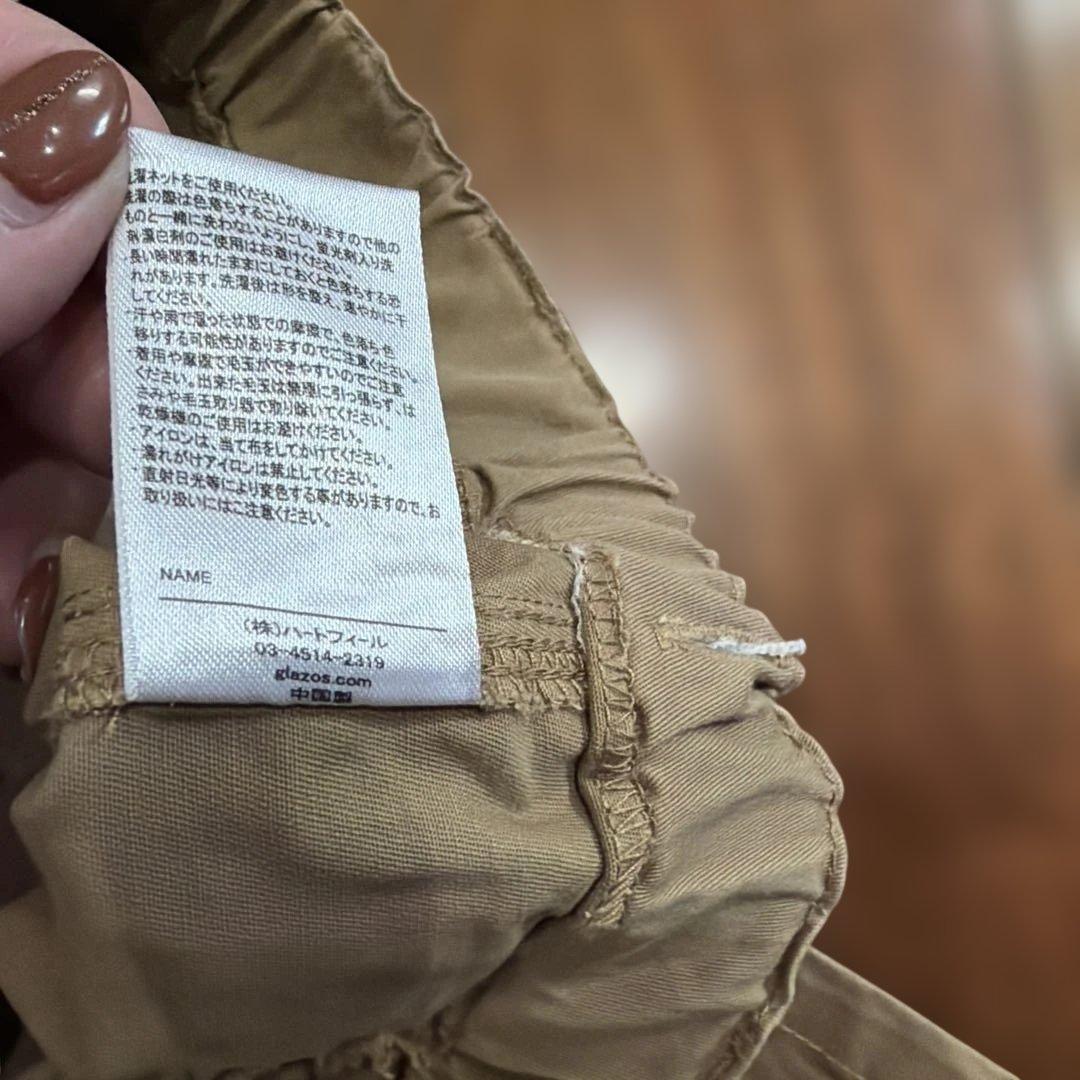 濯ネットをご使用ください。
洗濯の際は色落ちすることがありますので他の
ものと一緒に洗わないようにし、蛍光剤入り洗
剤、漂白剤のご使用はお避けください。
長い時間濡れたままにしておくと色落ちする恐
れがあります。洗濯後は形を整え、速やかに干
してください。
・汗や雨で湿った状態での摩擦で、色落ち色
移りする可能性がありますのでご注意ください。
・着用や摩擦で毛玉ができやすいのでご注意
ください。出来た毛玉は無理に引っ張らず、は
さみや毛玉取り器で取り除いてください。
・乾燥機のご使用はお避けください。
・アイロンは、当て布をしてかけてください。
濡れがけアイロンは禁止してください。
・直射日光等により変色する事がありますので、お
取り扱いにはご注意ください。
NAME
(株)ハートフィール
03-4514-2319
glazos.com
中国製